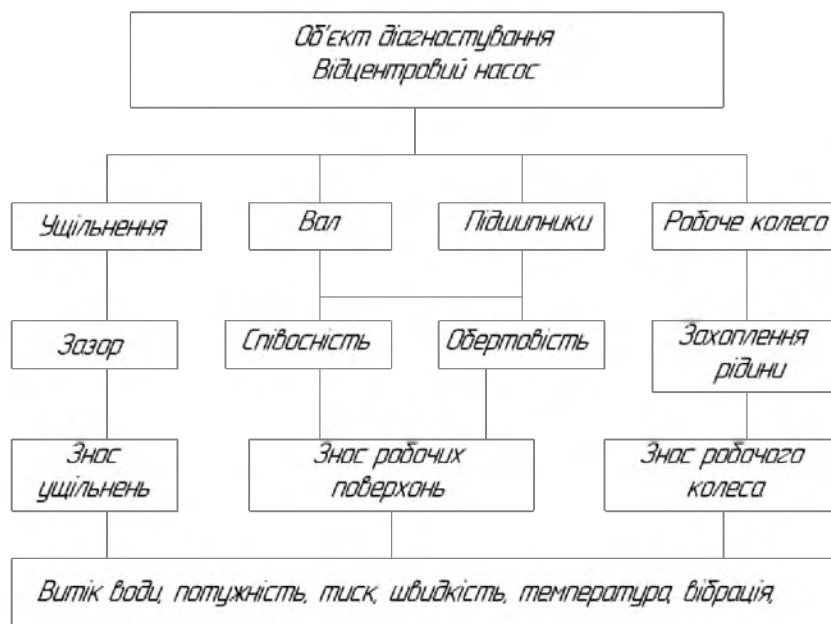 Об'єкт діагностування
Відцентровий насос
Ущільнення
Вал
Підшипники
Робоче колесо
Зазор
Співосність
Обертовість
Захоплення
рідини
Знос
ущільнень
Знос робочих
поверхонь
Знос робочого
колеса
Витік води, потужність, тиск, швидкість, температура, вібрація,